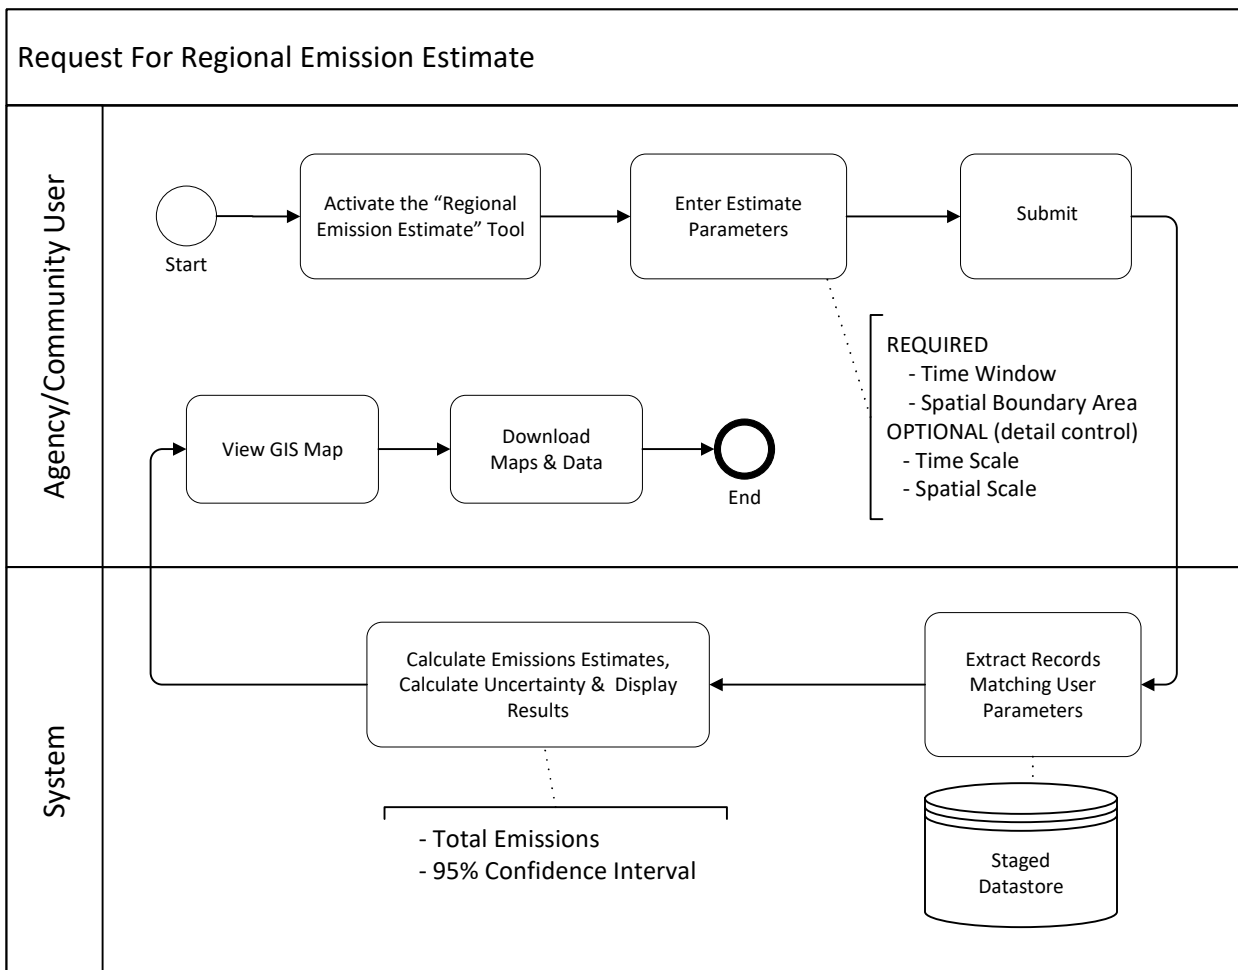 Request For Regional Emission Estimate
Agency/Community User
Start
Activate the “Regional
Emission Estimate” Tool
Enter Estimate
Parameters
Submit
REQUIRED
- Time Window
- Spatial Boundary Area
OPTIONAL (detail control)
- Time Scale
- Spatial Scale
View GIS Map
Download
Maps & Data
End
System
Calculate Emissions Estimates,
Calculate Uncertainty & Display
Results
Extract Records
Matching User
Parameters
- Total Emissions
- 95% Confidence Interval
Staged
Datastore